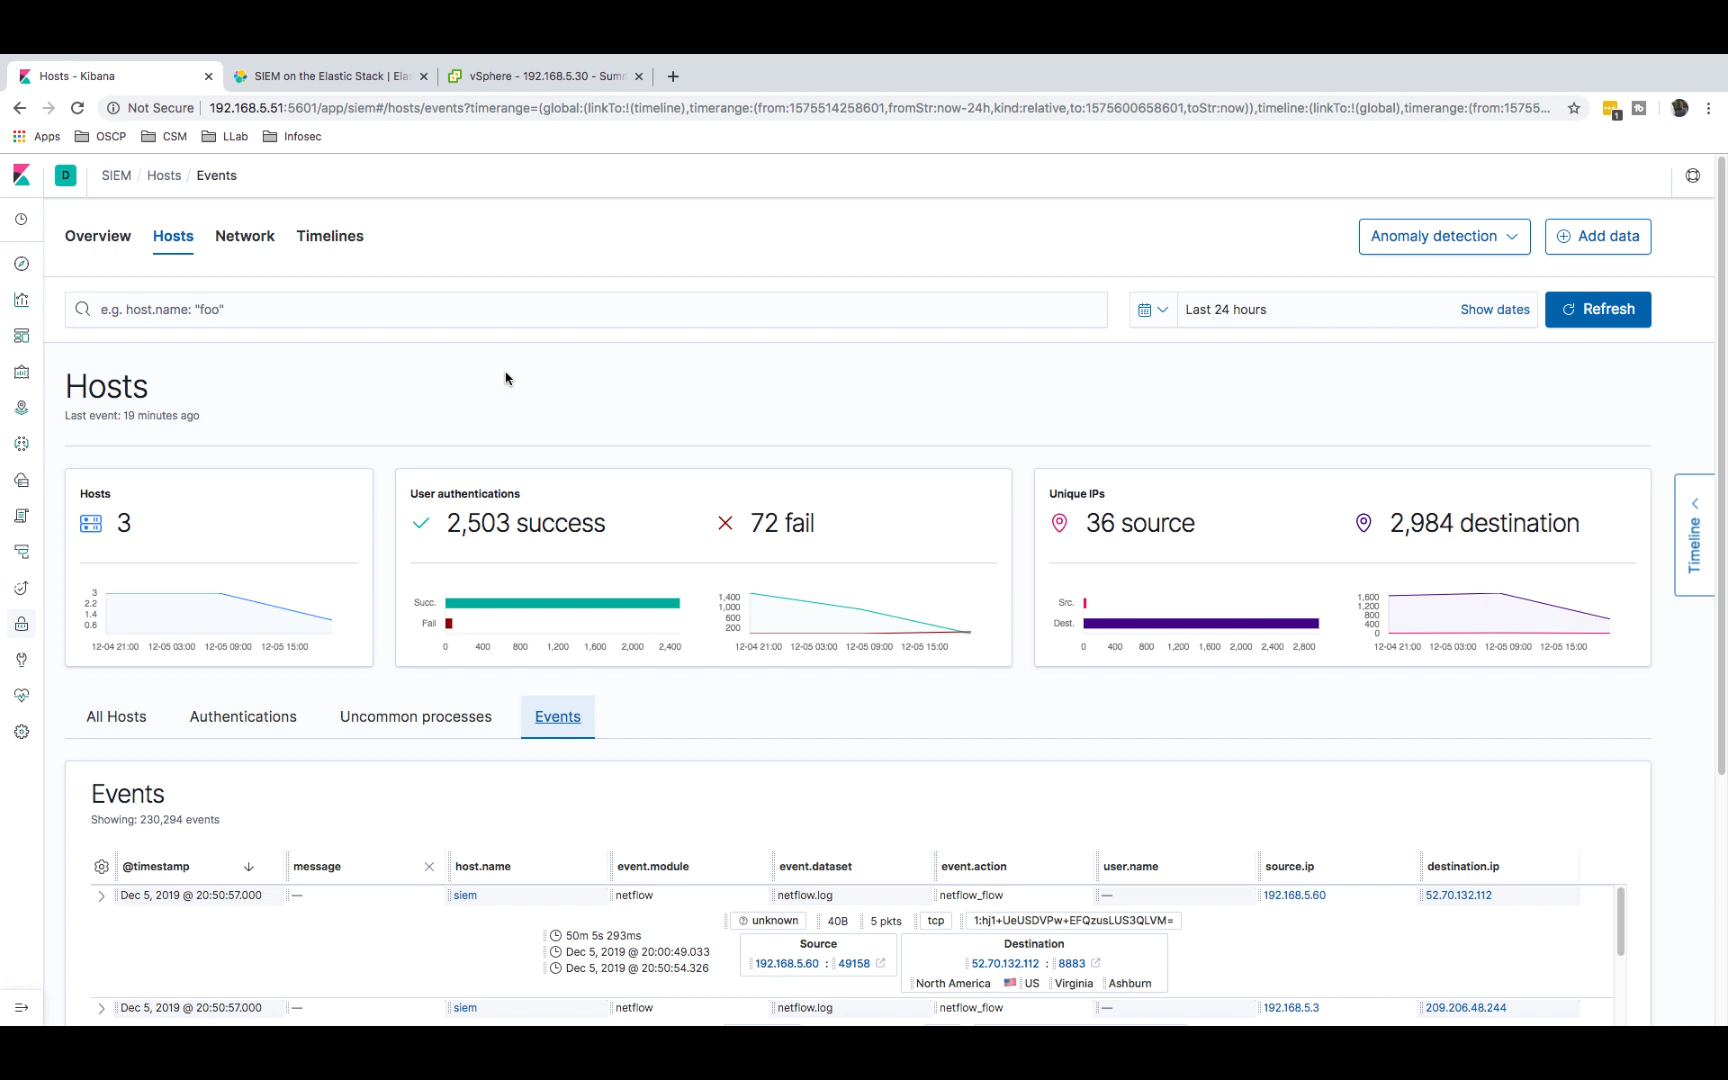 Hosts - Kibana
SIEM on the Elastic Stack | Ela
vSphere - 192.168.5.30 - Sum
Not Secure | 192.168.5.51:5601/app/siem#/hosts/events?timerange=(global:(linkTo:!(timeline),timerange:(from:1575514258601,fromStr:now-24h,kind:relative,to:1575600658601,toStr:now)),timeline:(linkTo:!(global),timerange:(from:15755...
1
Apps OSCP CSM LLab Infosec
D SIEM / Hosts / Events
Overview Hosts Network Timelines
Anomaly detection Add data
e.g. host.name: "foo"
Last 24 hours Show dates Refresh
Hosts
Last event: 19 minutes ago
Hosts
3
3
2.2
1.4
0.6
12-04 21:00 12-05 03:00 12-05 09:00 12-05 15:00
User authentications
2,503 success 72 fail
Succ.
Fail
0 400 800 1,200 1,600 2,000 2,400
1,400
1,000
600
200
12-04 21:00 12-05 03:00 12-05 09:00 12-05 15:00
Unique IPs
36 source 2,984 destination
Src.
Dest.
0 400 800 1,200 1,600 2,000 2,400 2,800
1,600
1,200
800
400
0
12-04 21:00 12-05 03:00 12-05 09:00 12-05 15:00
Timeline
All Hosts Authentications Uncommon processes Events
Events
Showing: 230,294 events
@timestamp message host.name event.module event.dataset event.action user.name source.ip destination.ip
Dec 5, 2019 @ 20:50:57.000 — siem netflow netflow.log netflow_flow — 192.168.5.60 52.70.132.112
unknown 40B 5 pkts tcp 1:hj1+UeUSDVPw+EFQzusLUS3QLVM=
50m 5s 293ms
Dec 5, 2019 @ 20:00:49.033
Dec 5, 2019 @ 20:50:54.326
Source
192.168.5.60 : 49158
Destination
52.70.132.112 : 8883
North America US Virginia Ashburn
Dec 5, 2019 @ 20:50:57.000 — siem netflow netflow.log netflow_flow — 192.168.5.3 209.206.48.244